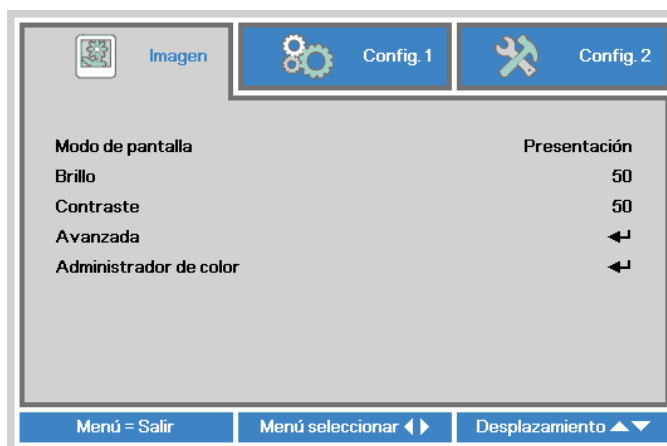 Imagen Config. 1 Config. 2
Modo de pantalla Presentación
Brillo 50
Contraste 50
Avanzada
Administrador de color
Menú = Salir Menú seleccionar Desplazamiento